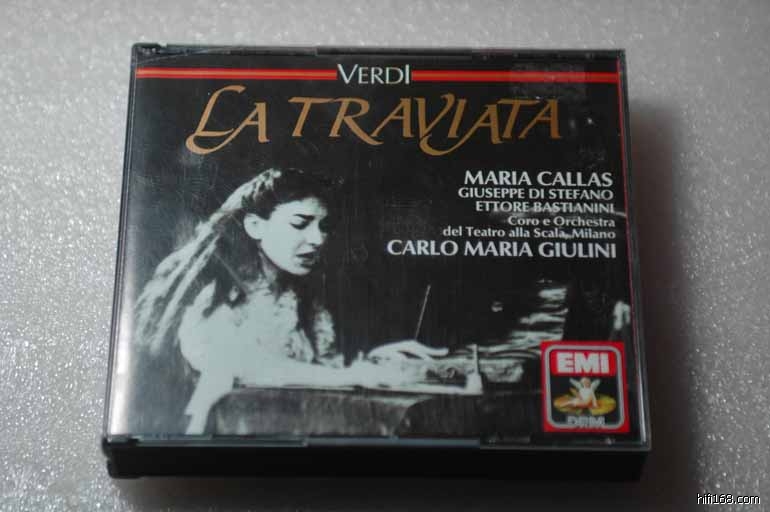 VERDI
LA TRAVIATA
MARIA CALLAS
GIUSEPPE DI STEFANO
ETTORE BASTIANINI
Coro e Orchestra
del Teatro alla Scala, Milano
CARLO MARIA GIULINI
EMI
DRM
hifi168.com